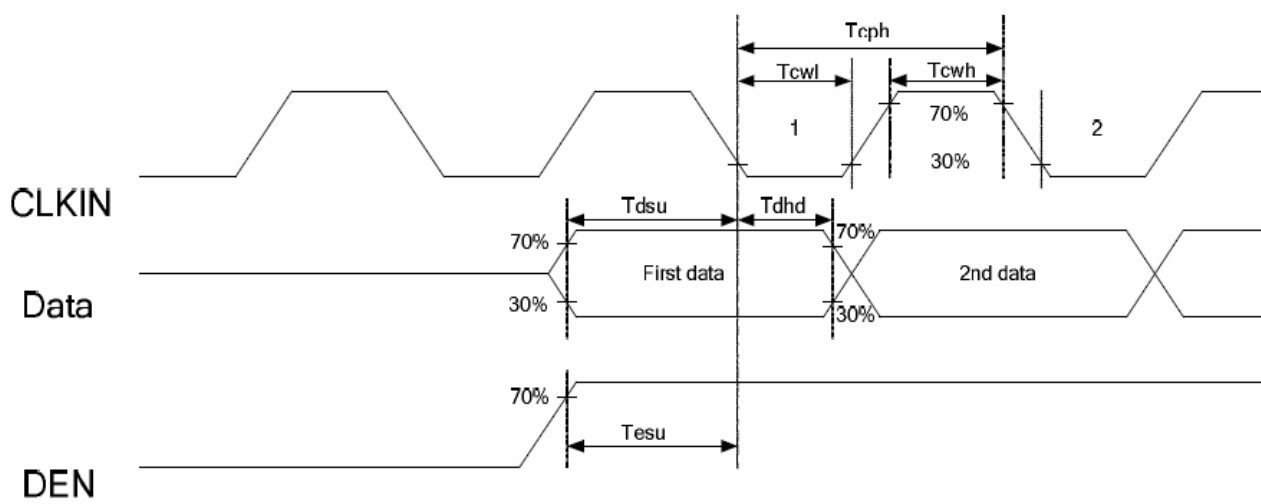 Tcph
Tcwl
Tcwh
1
70%
2
30%
CLKIN
Tdsu
Tdhd
70%
70%
First data
2nd data
Data
30%
30%
70%
Tesu
DEN